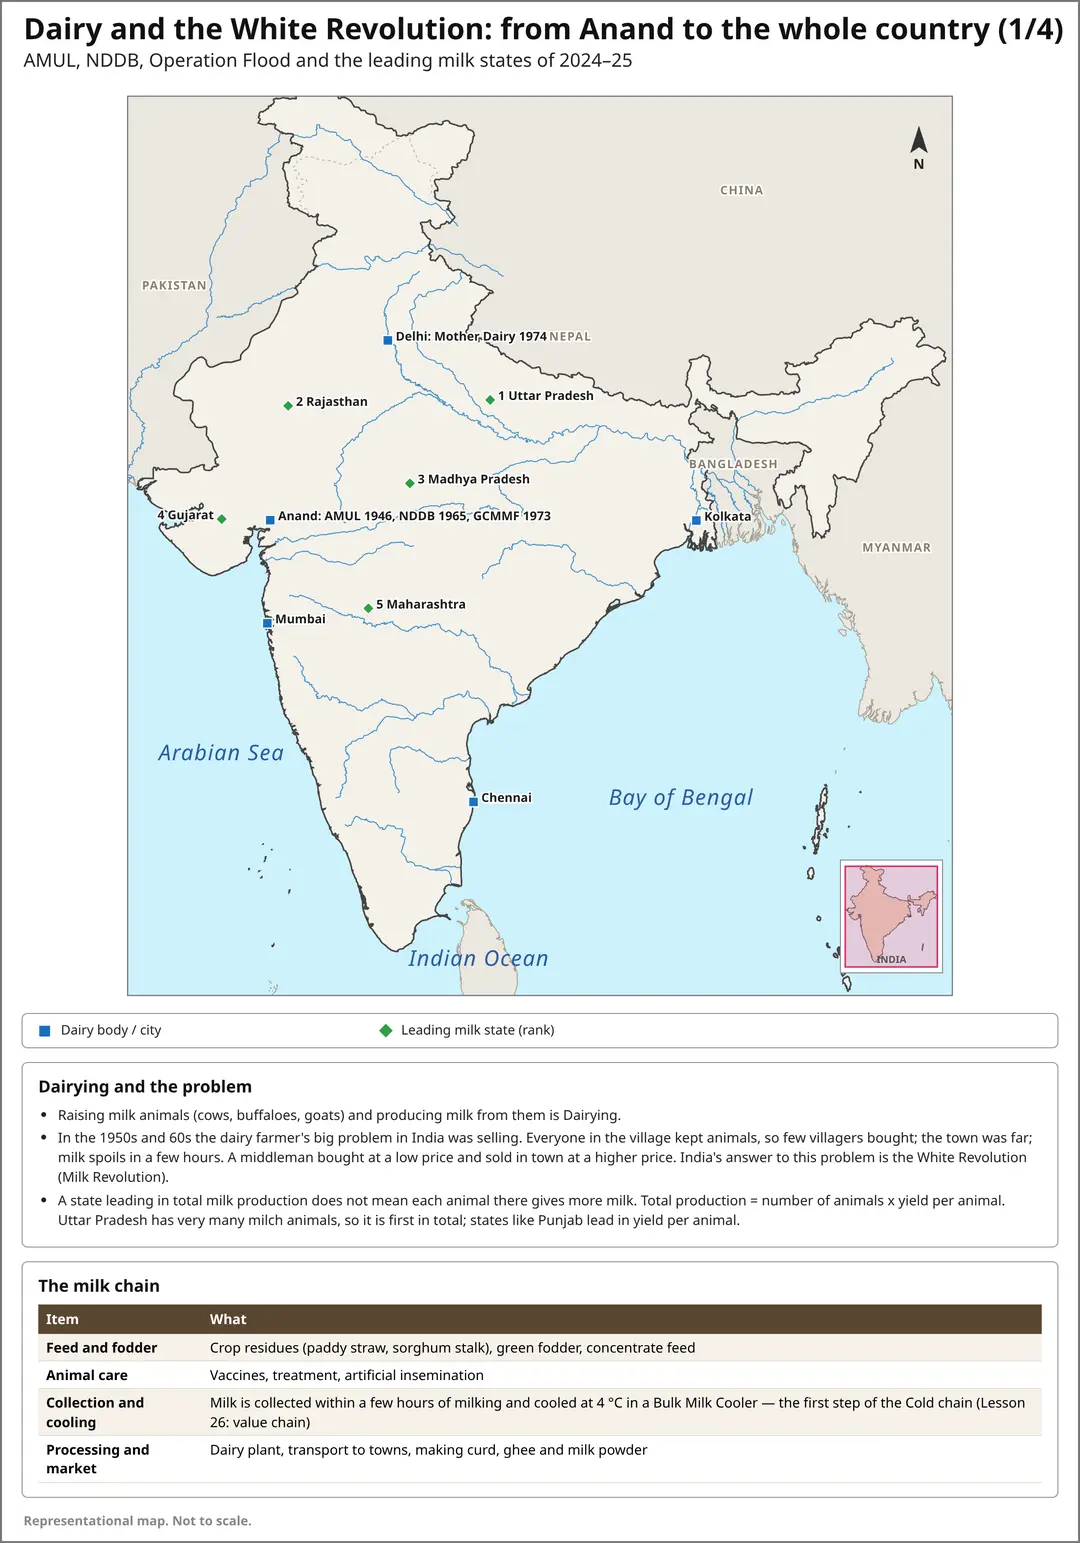 Dairy and the White Revolution: from Anand to the whole country (1/4)
AMUL, NDDB, Operation Flood and the leading milk states of 2024–25
N
CHINA
PAKISTAN
Delhi: Mother Dairy 1974
NEPAL
2 Rajasthan
1 Uttar Pradesh
BANGLADESH
3 Madhya Pradesh
4 Gujarat
Anand: AMUL 1946, NDDB 1965, GCMMF 1973
Kolkata
MYANMAR
5 Maharashtra
Mumbai
Arabian Sea
Bay of Bengal
Chennai
Indian Ocean
INDIA
Dairy body / city
Leading milk state (rank)
Dairying and the problem
• Raising milk animals (cows, buffaloes, goats) and producing milk from them is Dairying.
• In the 1950s and 60s the dairy farmer's big problem in India was selling. Everyone in the village kept animals, so few villagers bought; the town was far;
milk spoils in a few hours. A middleman bought at a low price and sold in town at a higher price. India's answer to this problem is the White Revolution
(Milk Revolution).
• A state leading in total milk production does not mean each animal there gives more milk. Total production = number of animals x yield per animal.
Uttar Pradesh has very many milch animals, so it is first in total; states like Punjab lead in yield per animal.
The milk chain
Item What
Feed and fodder Crop residues (paddy straw, sorghum stalk), green fodder, concentrate feed
Animal care Vaccines, treatment, artificial insemination
Collection and cooling Milk is collected within a few hours of milking and cooled at 4 °C in a Bulk Milk Cooler — the first step of the Cold chain (Lesson
26: value chain)
Processing and market Dairy plant, transport to towns, making curd, ghee and milk powder
Representational map. Not to scale.